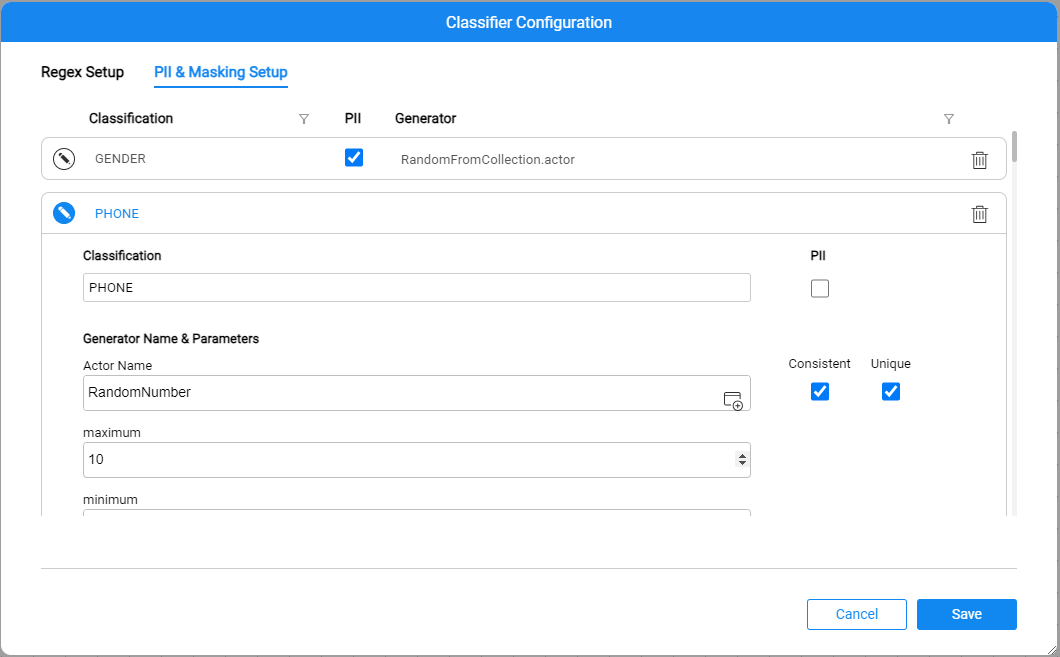 Classifier Configuration
Regex Setup PII & Masking Setup
Classification PII Generator
GENDER RandomFromCollection.actor
PHONE
Classification PII
PHONE
Generator Name & Parameters
Actor Name Consistent Unique
RandomNumber
maximum
10
minimum
Cancel Save